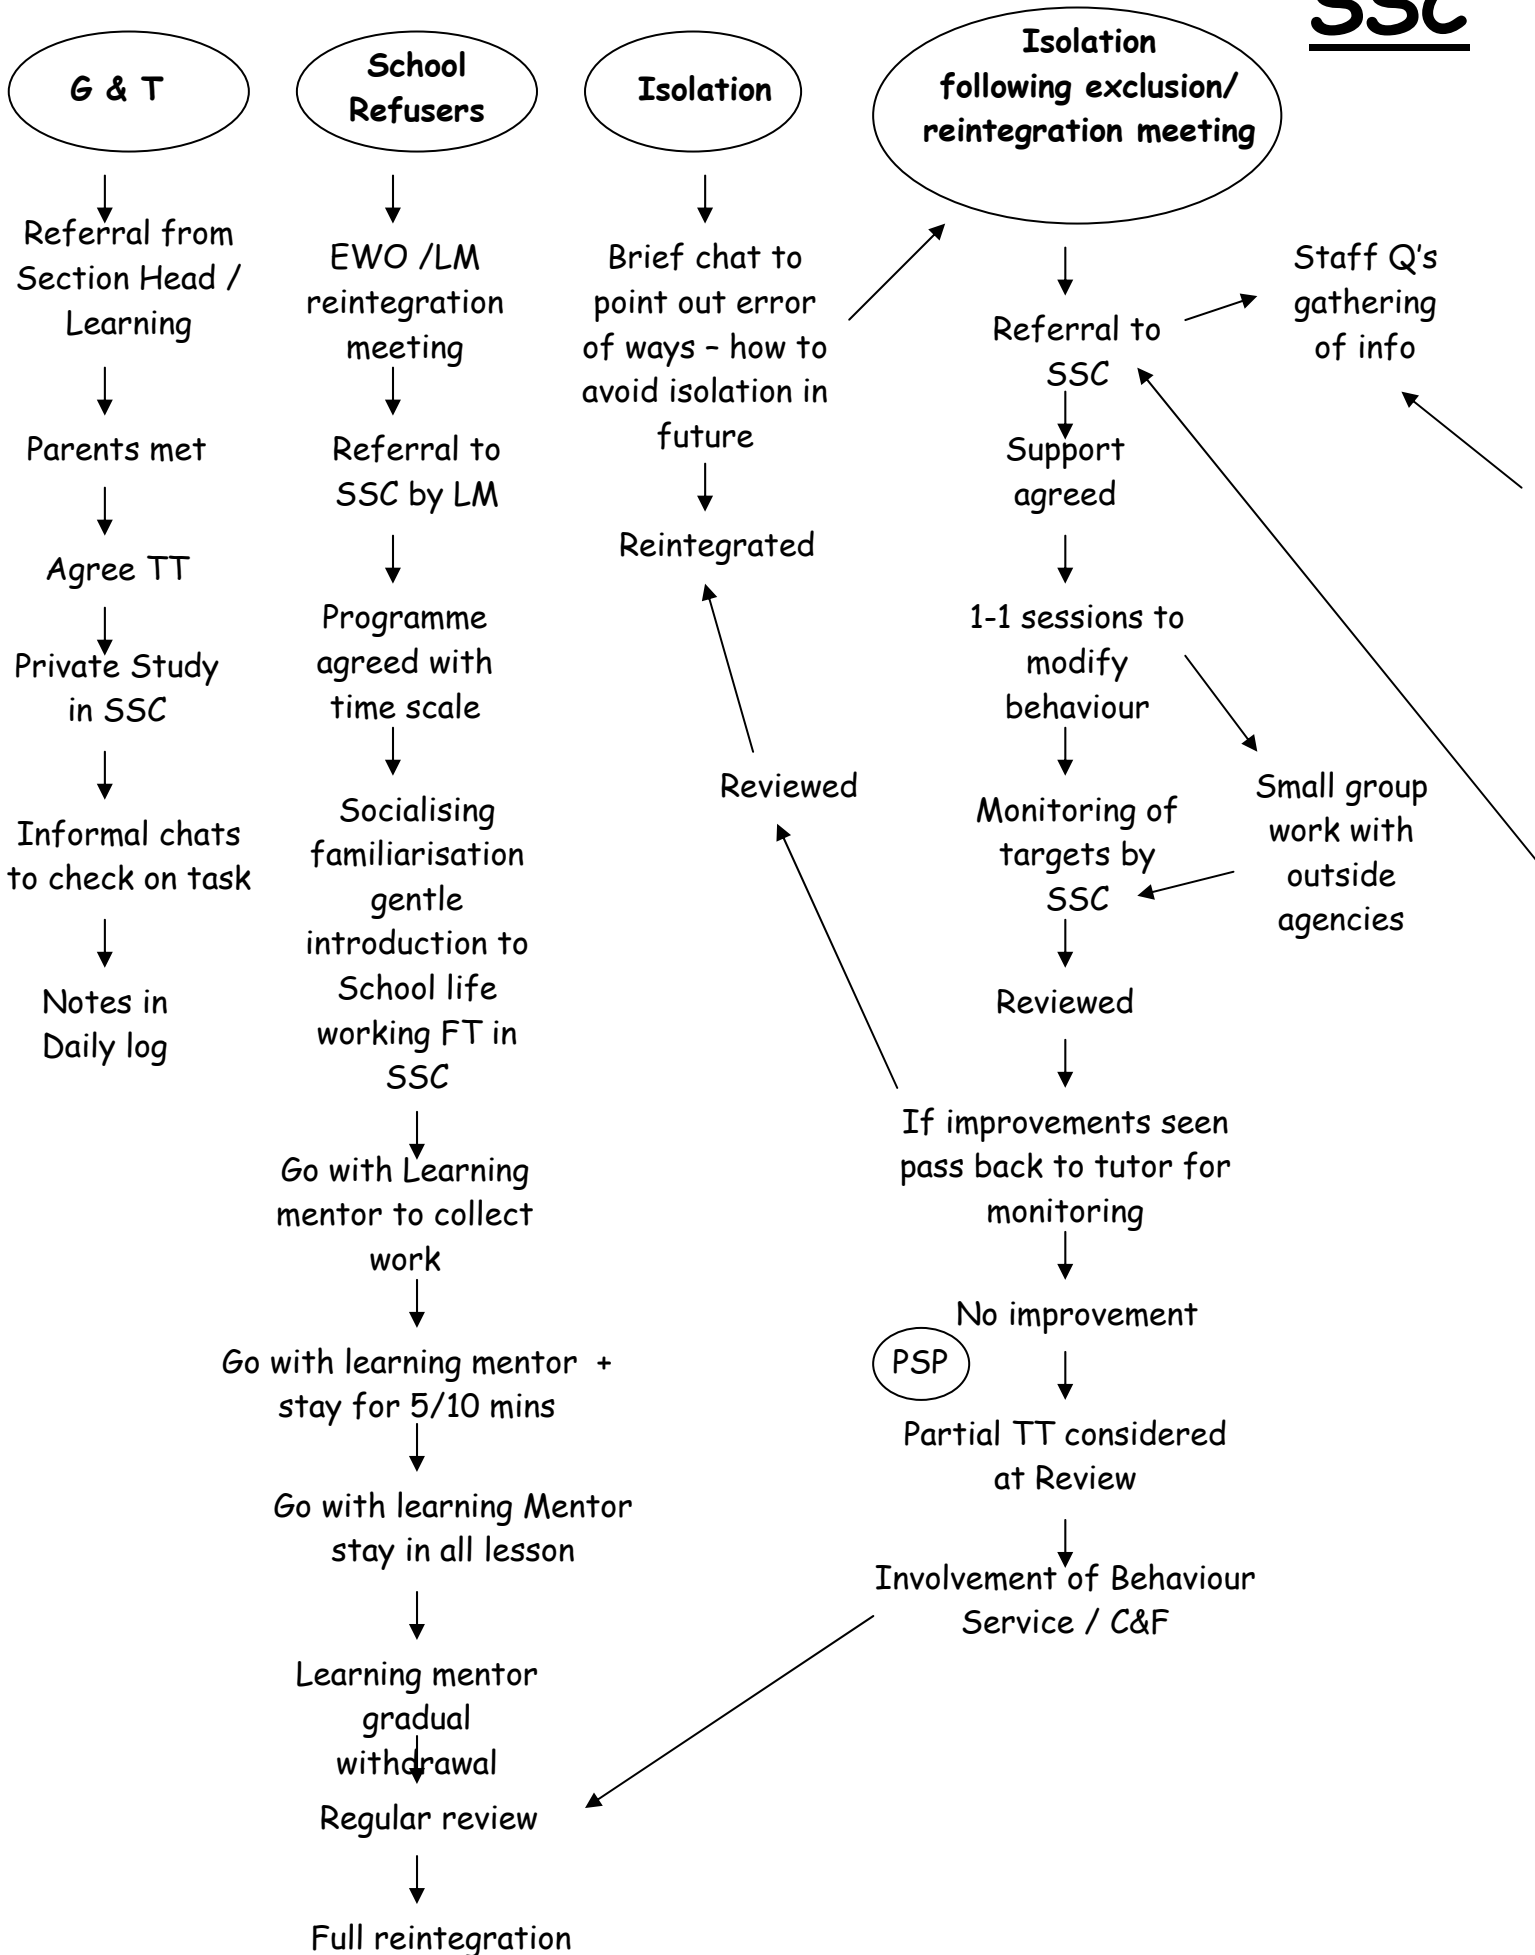 SSC
G & T
Referral from
Section Head /
Learning
Parents met
Agree TT
Private Study
in SSC
Informal chats
to check on task
Notes in
Daily log
School
Refusers
EWO /LM
reintegration
meeting
Referral to
SSC by LM
Programme
agreed with
time scale
Socialising
familiarisation
gentle
introduction to
School life
working FT in
SSC
Go with Learning
mentor to collect
work
Go with learning mentor +
stay for 5/10 mins
Go with learning Mentor
stay in all lesson
Learning mentor
gradual
withdrawal
Regular review
Full reintegration
Isolation
Brief chat to
point out error
of ways – how to
avoid isolation in
future
Reintegrated
Reviewed
Isolation
following exclusion/
reintegration meeting
Referral to
SSC
Support
agreed
1-1 sessions to
modify
behaviour
Monitoring of
targets by
SSC
Reviewed
If improvements seen
pass back to tutor for
monitoring
No improvement
PSP
Partial TT considered
at Review
Involvement of Behaviour
Service / C&F
Staff Q's
gathering
of info
Small group
work with
outside
agencies